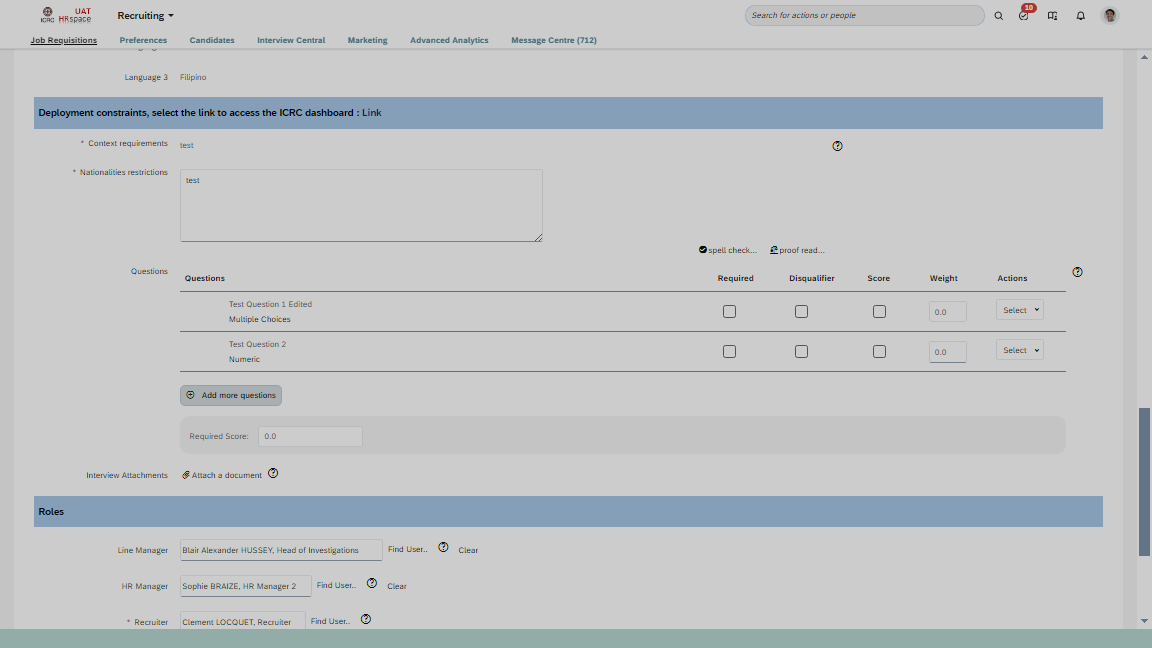 ICRC
UAT
HRspace
Recruiting
Search for actions or people
10
Job Requisitions
Preferences
Candidates
Interview Central
Marketing
Advanced Analytics
Message Centre (712)
Language 3
Filipino
Deployment constraints, select the link to access the ICRC dashboard : Link
* Context requirements
test
* Nationalities restrictions
test
spell check...
proof read...
Questions
Questions
Required
Disqualifier
Score
Weight
Actions
Test Question 1 Edited
Multiple Choices
0.0
Select
Test Question 2
Numeric
0.0
Select
Add more questions
Required Score:
0.0
Interview Attachments
Attach a document
Roles
Line Manager
Blair Alexander HUSSEY, Head of Investigations
Find User..
Clear
HR Manager
Sophie BRAIZE, HR Manager 2
Find User..
Clear
* Recruiter
Clement LOCQUET, Recruiter
Find User..